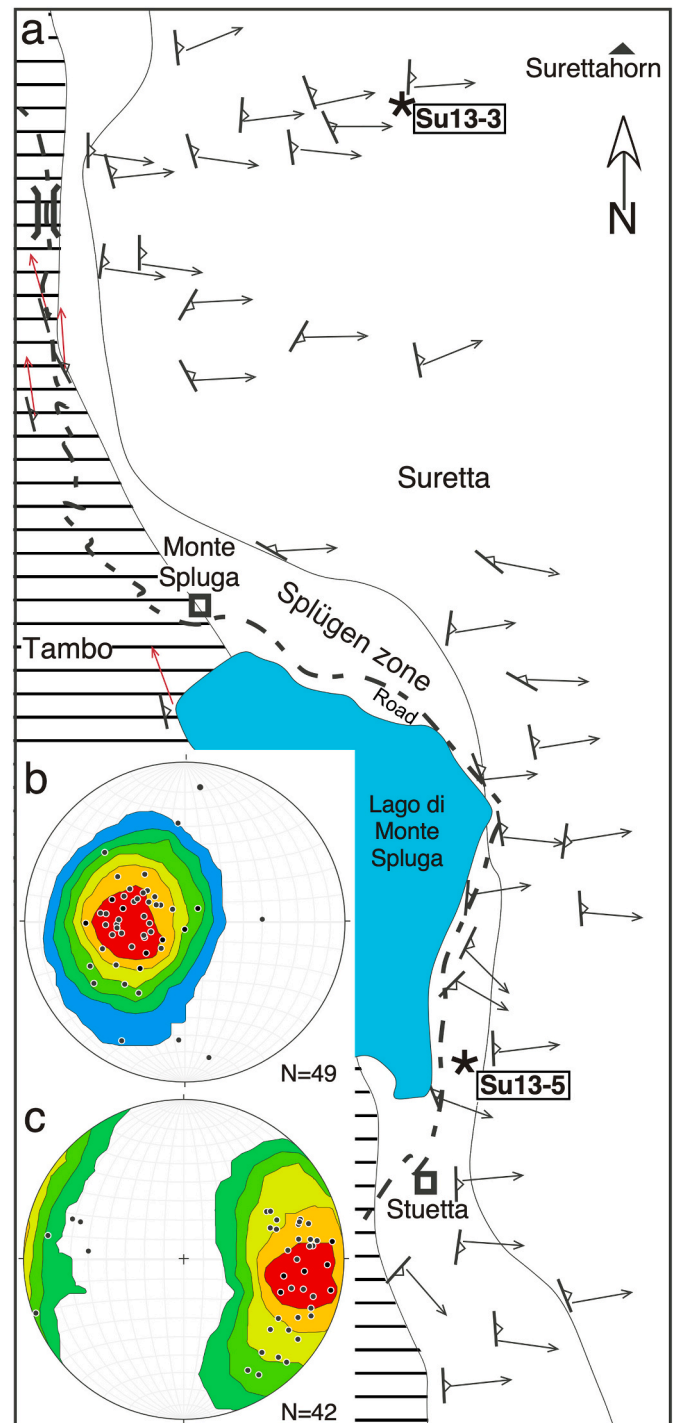 a
Surettahorn
Su13-3
N
Suretta
Monte
Spluga
Splügen zone
Tambo
Road
b
Lago di
Monte
Spluga
N=49
Su13-5
c
Stuetta
N=42